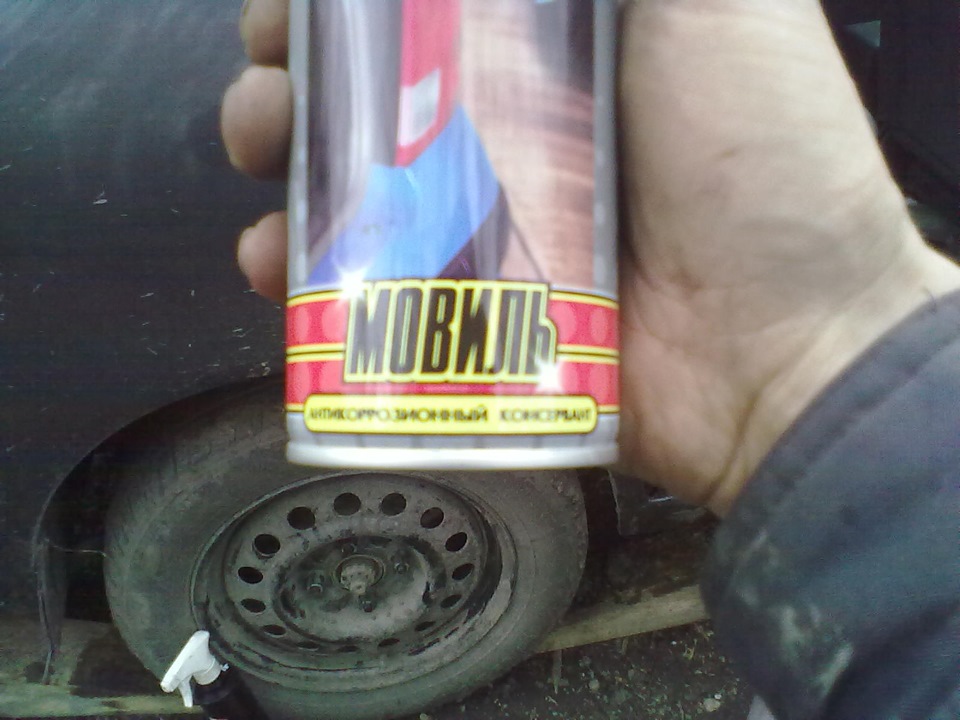 МОВИЛЬ
АНТИКОРРОЗИОННЫЙ КОНСЕРВАНТ